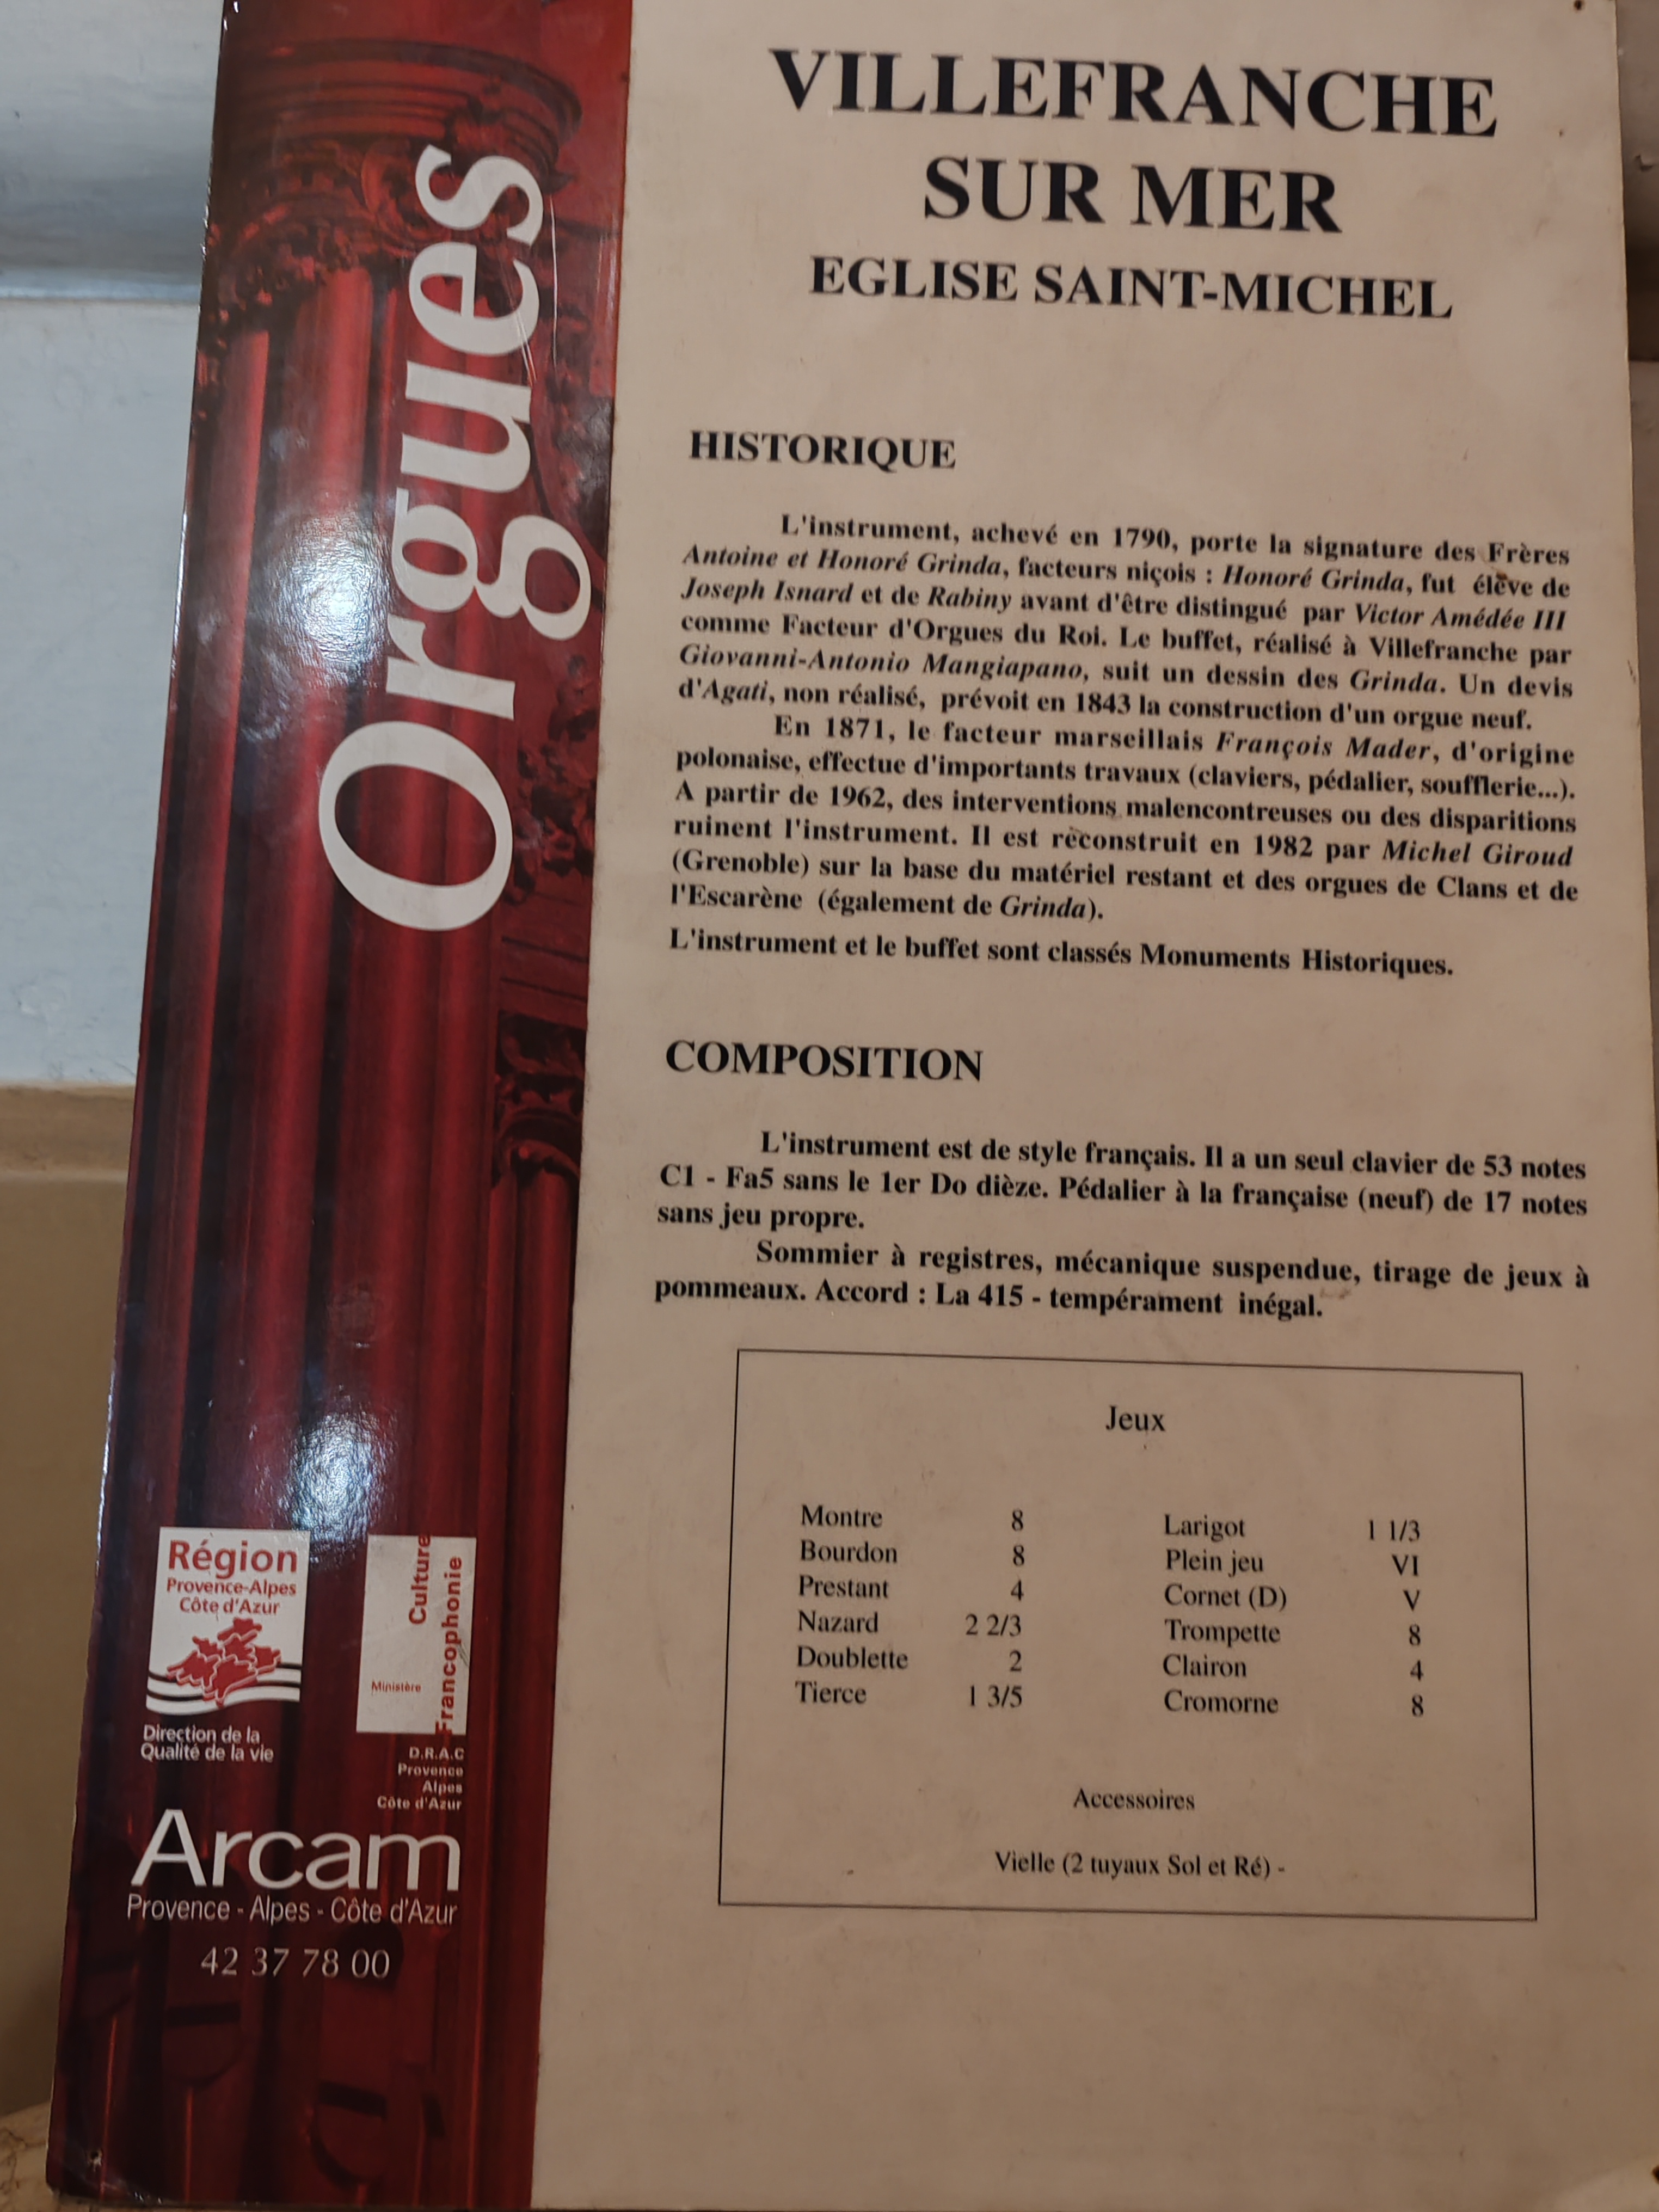 Orgues
VILLEFRANCHE
SUR MER
EGLISE SAINT-MICHEL
HISTORIQUE
L'instrument, achevé en 1790, porte la signature des Frères
Antoine et Honoré Grinda, facteurs niçois : Honoré Grinda, fut élève de
Joseph Isnard et de Rabiny avant d'être distingué par Victor Amédée III
comme Facteur d'Orgues du Roi. Le buffet, réalisé à Villefranche par
Giovanni-Antonio Mangiapano, suit un dessin des Grinda. Un devis
d'Agati, non réalisé, prévoit en 1843 la construction d'un orgue neuf.
En 1871, le facteur marseillais François Mader, d'origine
polonaise, effectue d'importants travaux (claviers, pédalier, soufflerie...).
A partir de 1962, des interventions malencontreuses ou des disparitions
ruinent l'instrument. Il est reconstruit en 1982 par Michel Giroud
(Grenoble) sur la base du matériel restant et des orgues de Clans et de
l'Escarène (également de Grinda).
L'instrument et le buffet sont classés Monuments Historiques.
COMPOSITION
L'instrument est de style français. Il a un seul clavier de 53 notes
C1 - Fa5 sans le 1er Do dièze. Pédalier à la française (neuf) de 17 notes
sans jeu propre.
Sommier à registres, mécanique suspendue, tirage de jeux à
pommeaux. Accord : La 415 - tempérament inégal.
Jeux
Montre 8 Larigot 1 1/3
Bourdon 8 Plein jeu VI
Prestant 4 Cornet (D) V
Nazard 2 2/3 Trompette 8
Doublette 2 Clairon 4
Tierce 1 3/5 Cromorne 8
Accessoires
Vielle (2 tuyaux Sol et Ré) -
Région
Provence-Alpes
Côte d'Azur
Direction de la
Qualité de la vie
Ministère
Culture
Francophonie
D.R.A.C
Provence
Alpes
Côte d'Azur
Arcam
Provence - Alpes - Côte d'Azur
42 37 78 00